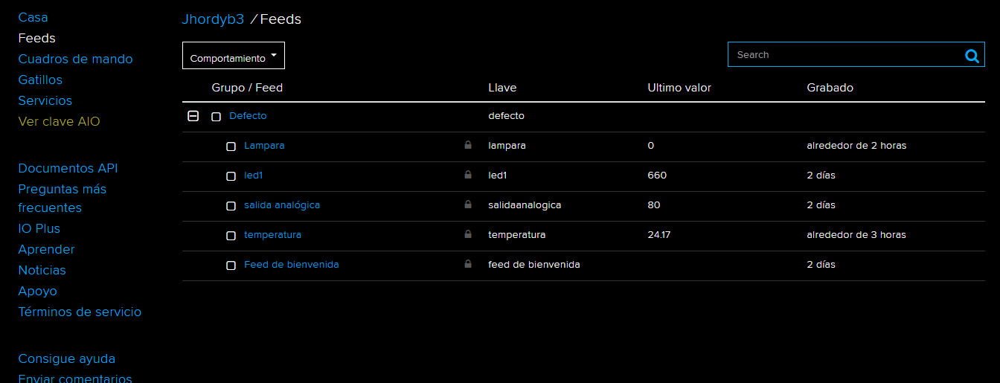 Casa
Feeds
Cuadros de mando
Gatillos
Servicios
Ver clave AIO
Documentos API
Preguntas más
frecuentes
IO Plus
Aprender
Noticias
Apoyo
Términos de servicio
Consigue ayuda
Enviar comentarios
Jhordyb3 / Feeds
Comportamiento
Search
Grupo / Feed Llave Ultimo valor Grabado
Defecto defecto
Lampara lampara 0 alrededor de 2 horas
led1 led1 660 2 días
salida analógica salidaanalogica 80 2 días
temperatura temperatura 24.17 alrededor de 3 horas
Feed de bienvenida feed de bienvenida 2 días